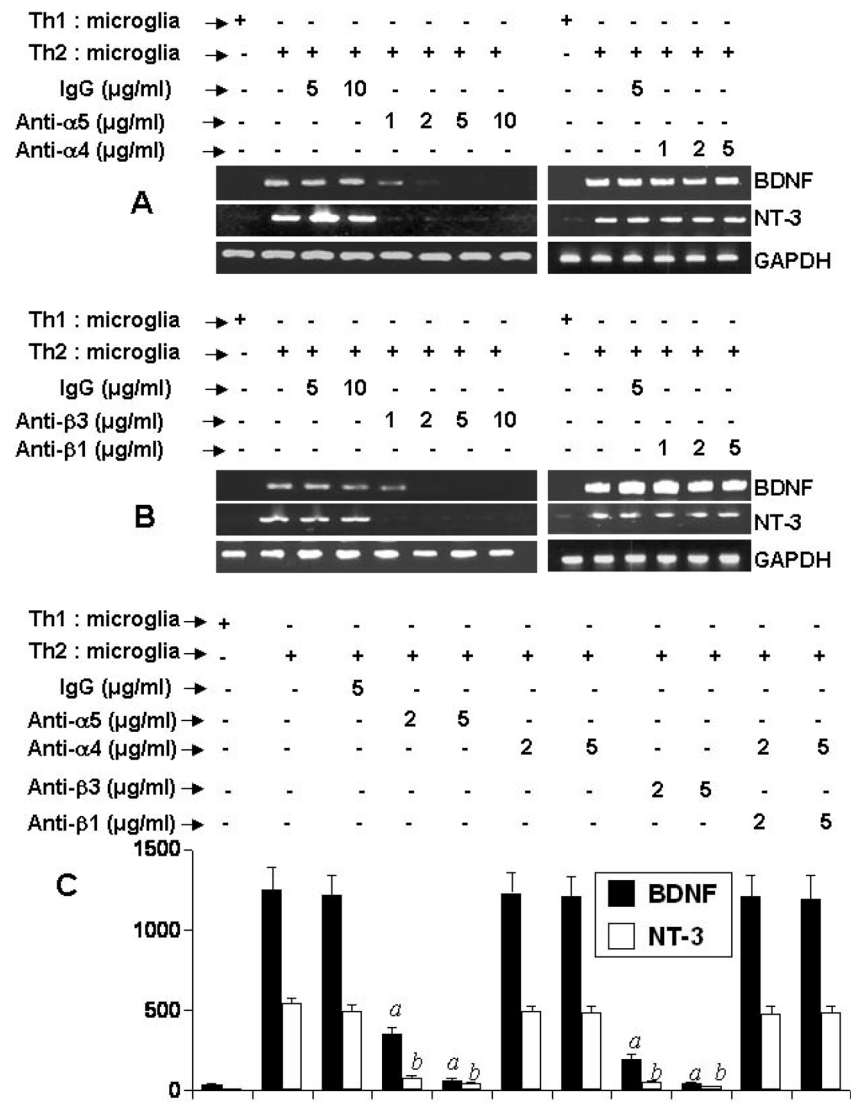 Th1 : microglia → + - - - - - - - + - - - - -
Th2 : microglia → - + + + + + + + - + + + + +
IgG (µg/ml) → - - 5 10 - - - - - - 5 - - -
Anti-α5 (µg/ml) → - - - - 1 2 5 10 - - - - - -
Anti-α4 (µg/ml) → - - - - - - - - - - - 1 2 5
A
BDNF
NT-3
GAPDH
Th1 : microglia → + - - - - - - - + - - - - -
Th2 : microglia → - + + + + + + + - + + + + +
IgG (µg/ml) → - - 5 10 - - - - - - 5 - - -
Anti-β3 (µg/ml) → - - - - 1 2 5 10 - - - - - -
Anti-β1 (µg/ml) → - - - - - - - - - - - 1 2 5
B
BDNF
NT-3
GAPDH
Th1 : microglia → + - - - - - - - - - -
Th2 : microglia → - + + + + + + + + + +
IgG (µg/ml) → - - 5 - - - - - - - -
Anti-α5 (µg/ml) → - - - 2 5 - - - - - -
Anti-α4 (µg/ml) → - - - - - 2 5 - - 2 5
Anti-β3 (µg/ml) → - - - - - - - 2 5 - -
Anti-β1 (µg/ml) → - - - - - - - - - 2 5
C
1500
1000
500
0
BDNF
NT-3
a b a b a b a b